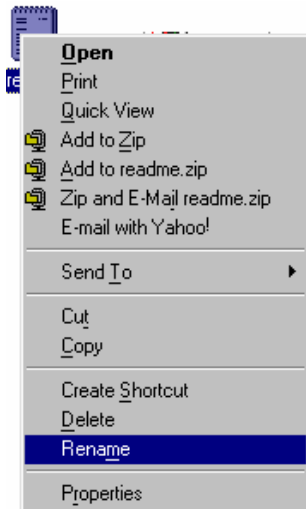 Open
Print
Quick View
Add to Zip
Add to readme.zip
Zip and E-Mail readme.zip
E-mail with Yahoo!
Send To
Cut
Copy
Create Shortcut
Delete
Rename
Properties